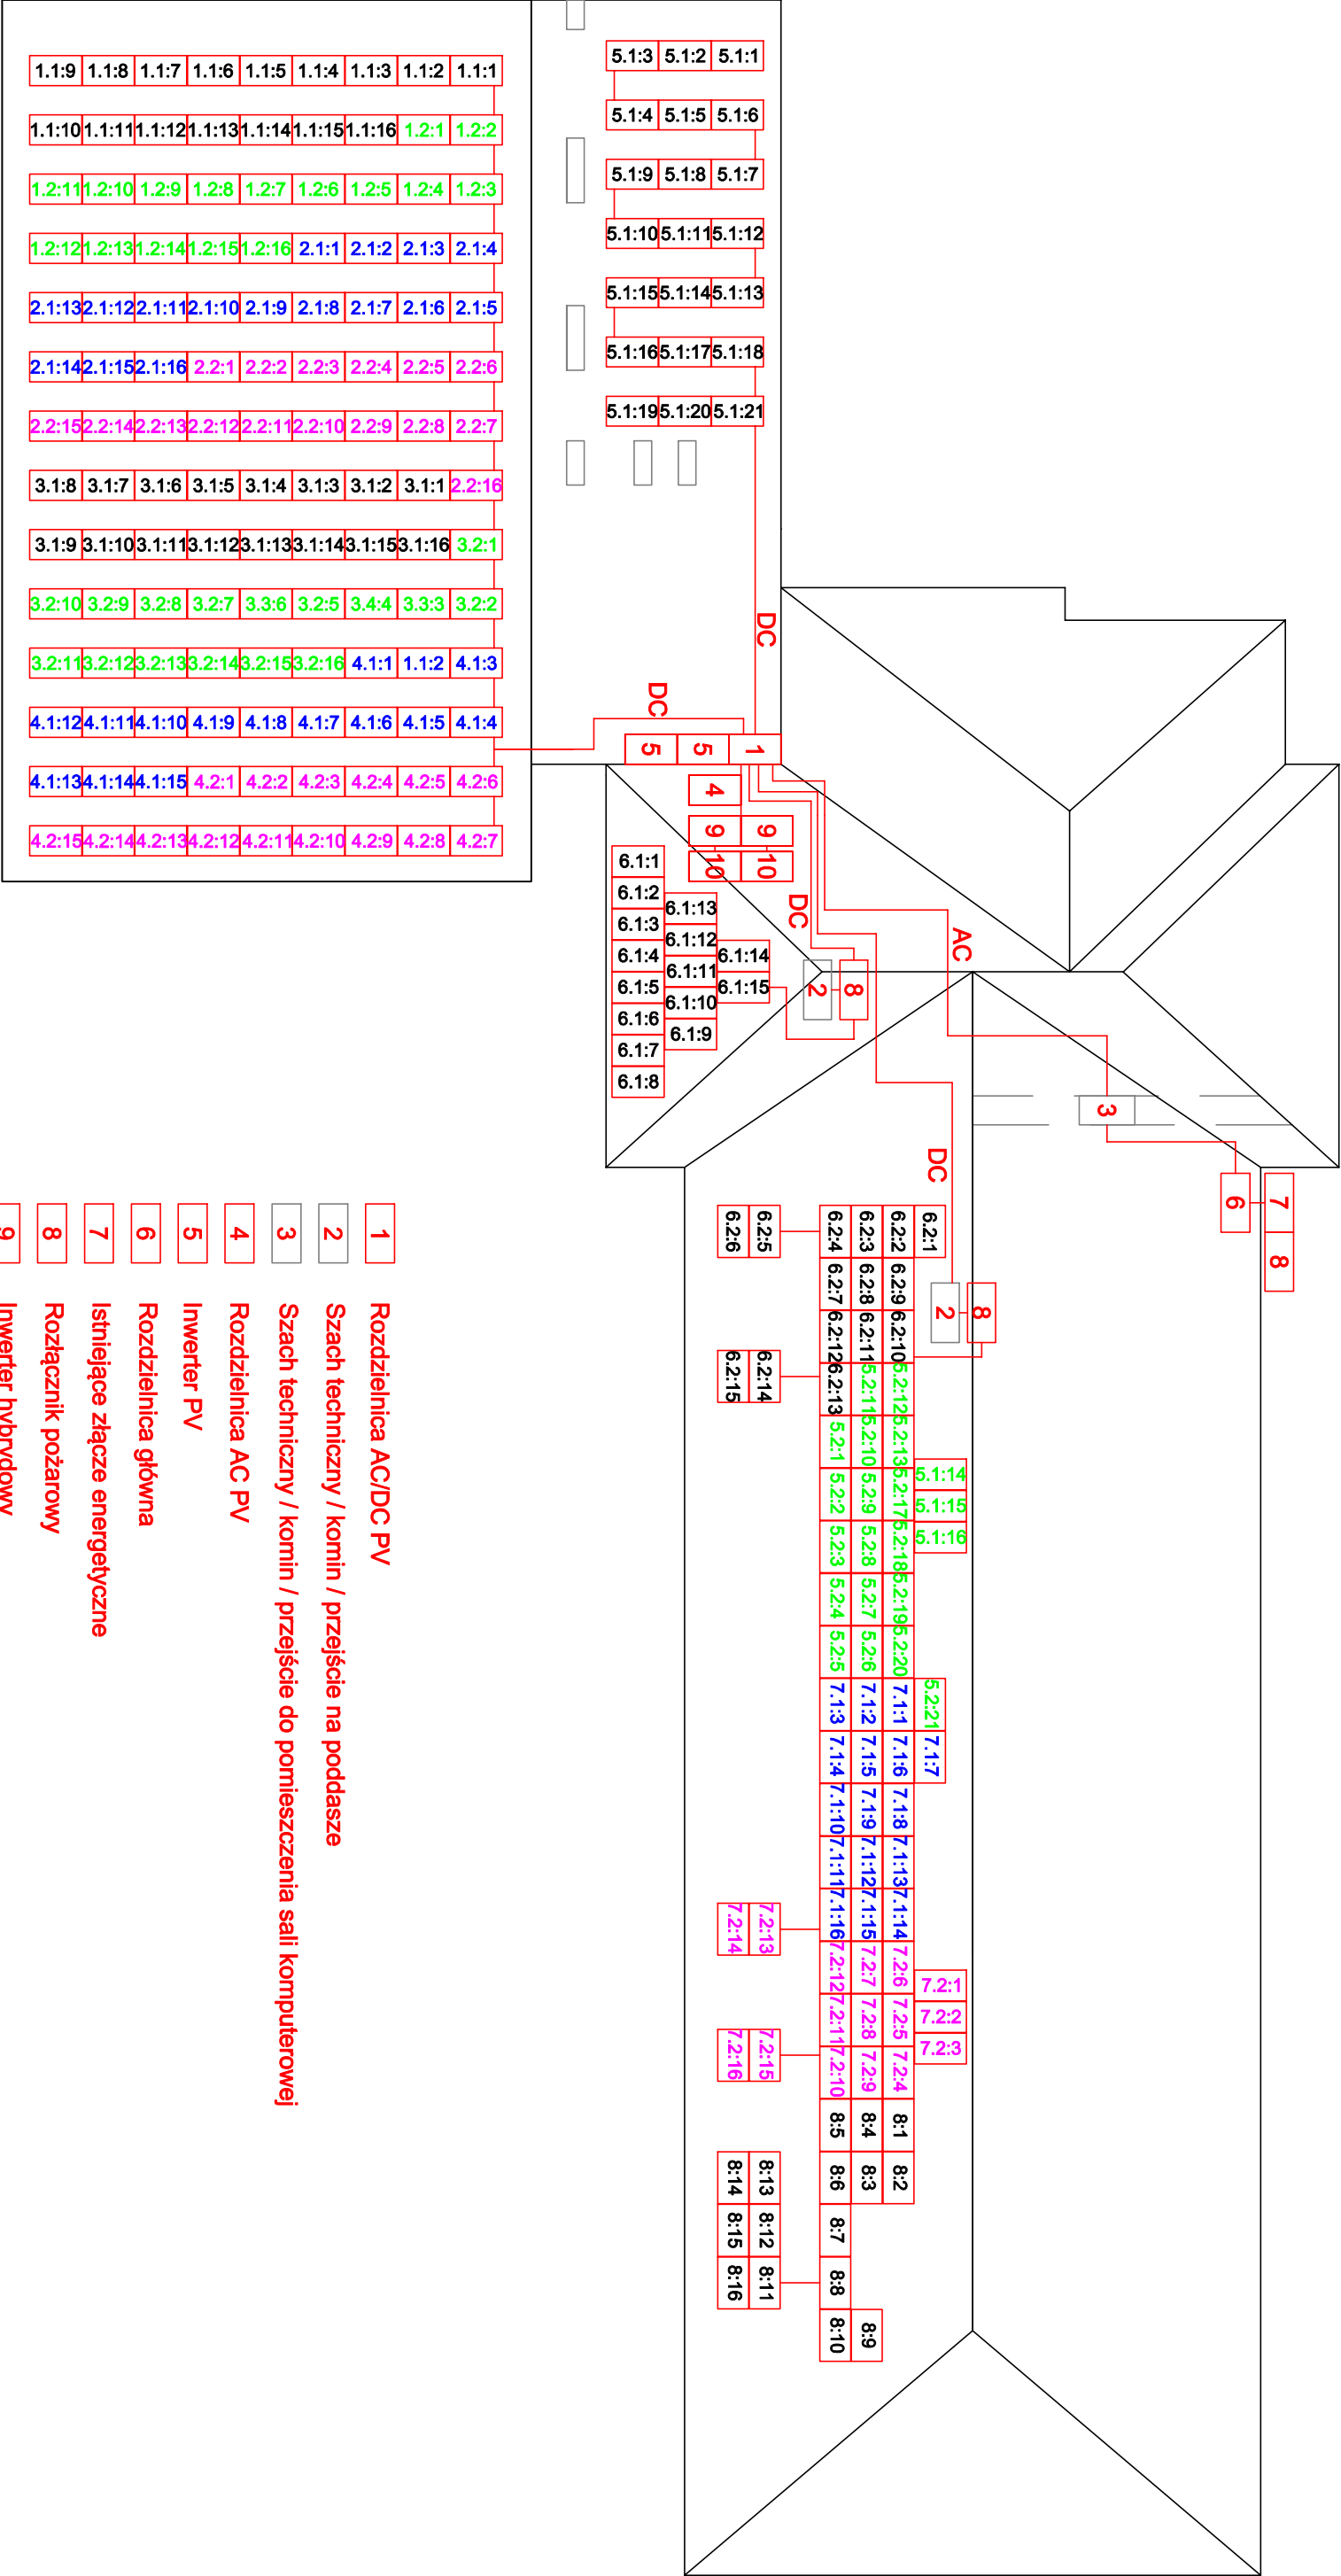 1.1:9 1.1:8 1.1:7 1.1:6 1.1:5 1.1:4 1.1:3 1.1:2 1.1:1
1.1:10 1.1:11 1.1:12 1.1:13 1.1:14 1.1:15 1.1:16 1.2:1 1.2:2
1.2:11 1.2:10 1.2:9 1.2:8 1.2:7 1.2:6 1.2:5 1.2:4 1.2:3
1.2:12 1.2:13 1.2:14 1.2:15 1.2:16 2.1:1 2.1:2 2.1:3 2.1:4
2.1:13 2.1:12 2.1:11 2.1:10 2.1:9 2.1:8 2.1:7 2.1:6 2.1:5
2.1:14 2.1:15 2.1:16 2.2:1 2.2:2 2.2:3 2.2:4 2.2:5 2.2:6
2.2:15 2.2:14 2.2:13 2.2:12 2.2:11 2.2:10 2.2:9 2.2:8 2.2:7
3.1:8 3.1:7 3.1:6 3.1:5 3.1:4 3.1:3 3.1:2 3.1:1 2.2:16
3.1:9 3.1:10 3.1:11 3.1:12 3.1:13 3.1:14 3.1:15 3.1:16 3.2:1
3.2:10 3.2:9 3.2:8 3.2:7 3.3:6 3.2:5 3.4:4 3.3:3 3.2:2
3.2:11 3.2:12 3.2:13 3.2:14 3.2:15 3.2:16 4.1:1 1.1:2 4.1:3
4.1:12 4.1:11 4.1:10 4.1:9 4.1:8 4.1:7 4.1:6 4.1:5 4.1:4
4.1:13 4.1:14 4.1:15 4.2:1 4.2:2 4.2:3 4.2:4 4.2:5 4.2:6
4.2:15 4.2:14 4.2:13 4.2:12 4.2:11 4.2:10 4.2:9 4.2:8 4.2:7
5.1:3 5.1:2 5.1:1
5.1:4 5.1:5 5.1:6
5.1:9 5.1:8 5.1:7
5.1:10 5.1:11 5.1:12
5.1:15 5.1:14 5.1:13
5.1:16 5.1:17 5.1:18
5.1:19 5.1:20 5.1:21
DC
DC
5 5 1
4
9 9
10 10
DC
AC
2 8
3
DC
6 7 8
6.1:1
6.1:2
6.1:3
6.1:4
6.1:5
6.1:6
6.1:7
6.1:8
6.1:13
6.1:12
6.1:11
6.1:10
6.1:9
6.1:14
6.1:15
2 8
6.2:1
5.1:14
5.1:15
5.1:16
5.2:21 7.1:7
7.2:1
7.2:2
7.2:3
6.2:2 6.2:9 6.2:10 5.2:12 5.2:13 5.2:17 5.2:18 5.2:19 5.2:20 7.1:1 7.1:6 7.1:8 7.1:13 7.1:14 7.2:6 7.2:5 7.2:4 8:1 8:2
6.2:3 6.2:8 6.2:11 5.2:11 5.2:10 5.2:9 5.2:8 5.2:7 5.2:6 7.1:2 7.1:5 7.1:9 7.1:12 7.1:15 7.2:7 7.2:8 7.2:9 8:4 8:3 8:9
6.2:4 6.2:7 6.2:12 6.2:13 5.2:1 5.2:2 5.2:3 5.2:4 5.2:5 7.1:3 7.1:4 7.1:10 7.1:11 7.1:16 7.2:12 7.2:11 7.2:10 8:5 8:6 8:7 8:8 8:10
6.2:5 6.2:14 7.2:13 7.2:15 8:13 8:12 8:11
6.2:6 6.2:15 7.2:14 7.2:16 8:14 8:15 8:16
1 Rozdzielnica AC/DC PV
2 Szach techniczny / komin / przejście na poddasze
3 Szach techniczny / komin / przejście do pomieszczenia sali komputerowej
4 Rozdzielnica AC PV
5 Inwerter PV
6 Rozdzielnica główna
7 Istniejące złącze energetyczne
8 Rozłącznik pożarowy
9 Inwerter hybrydowy